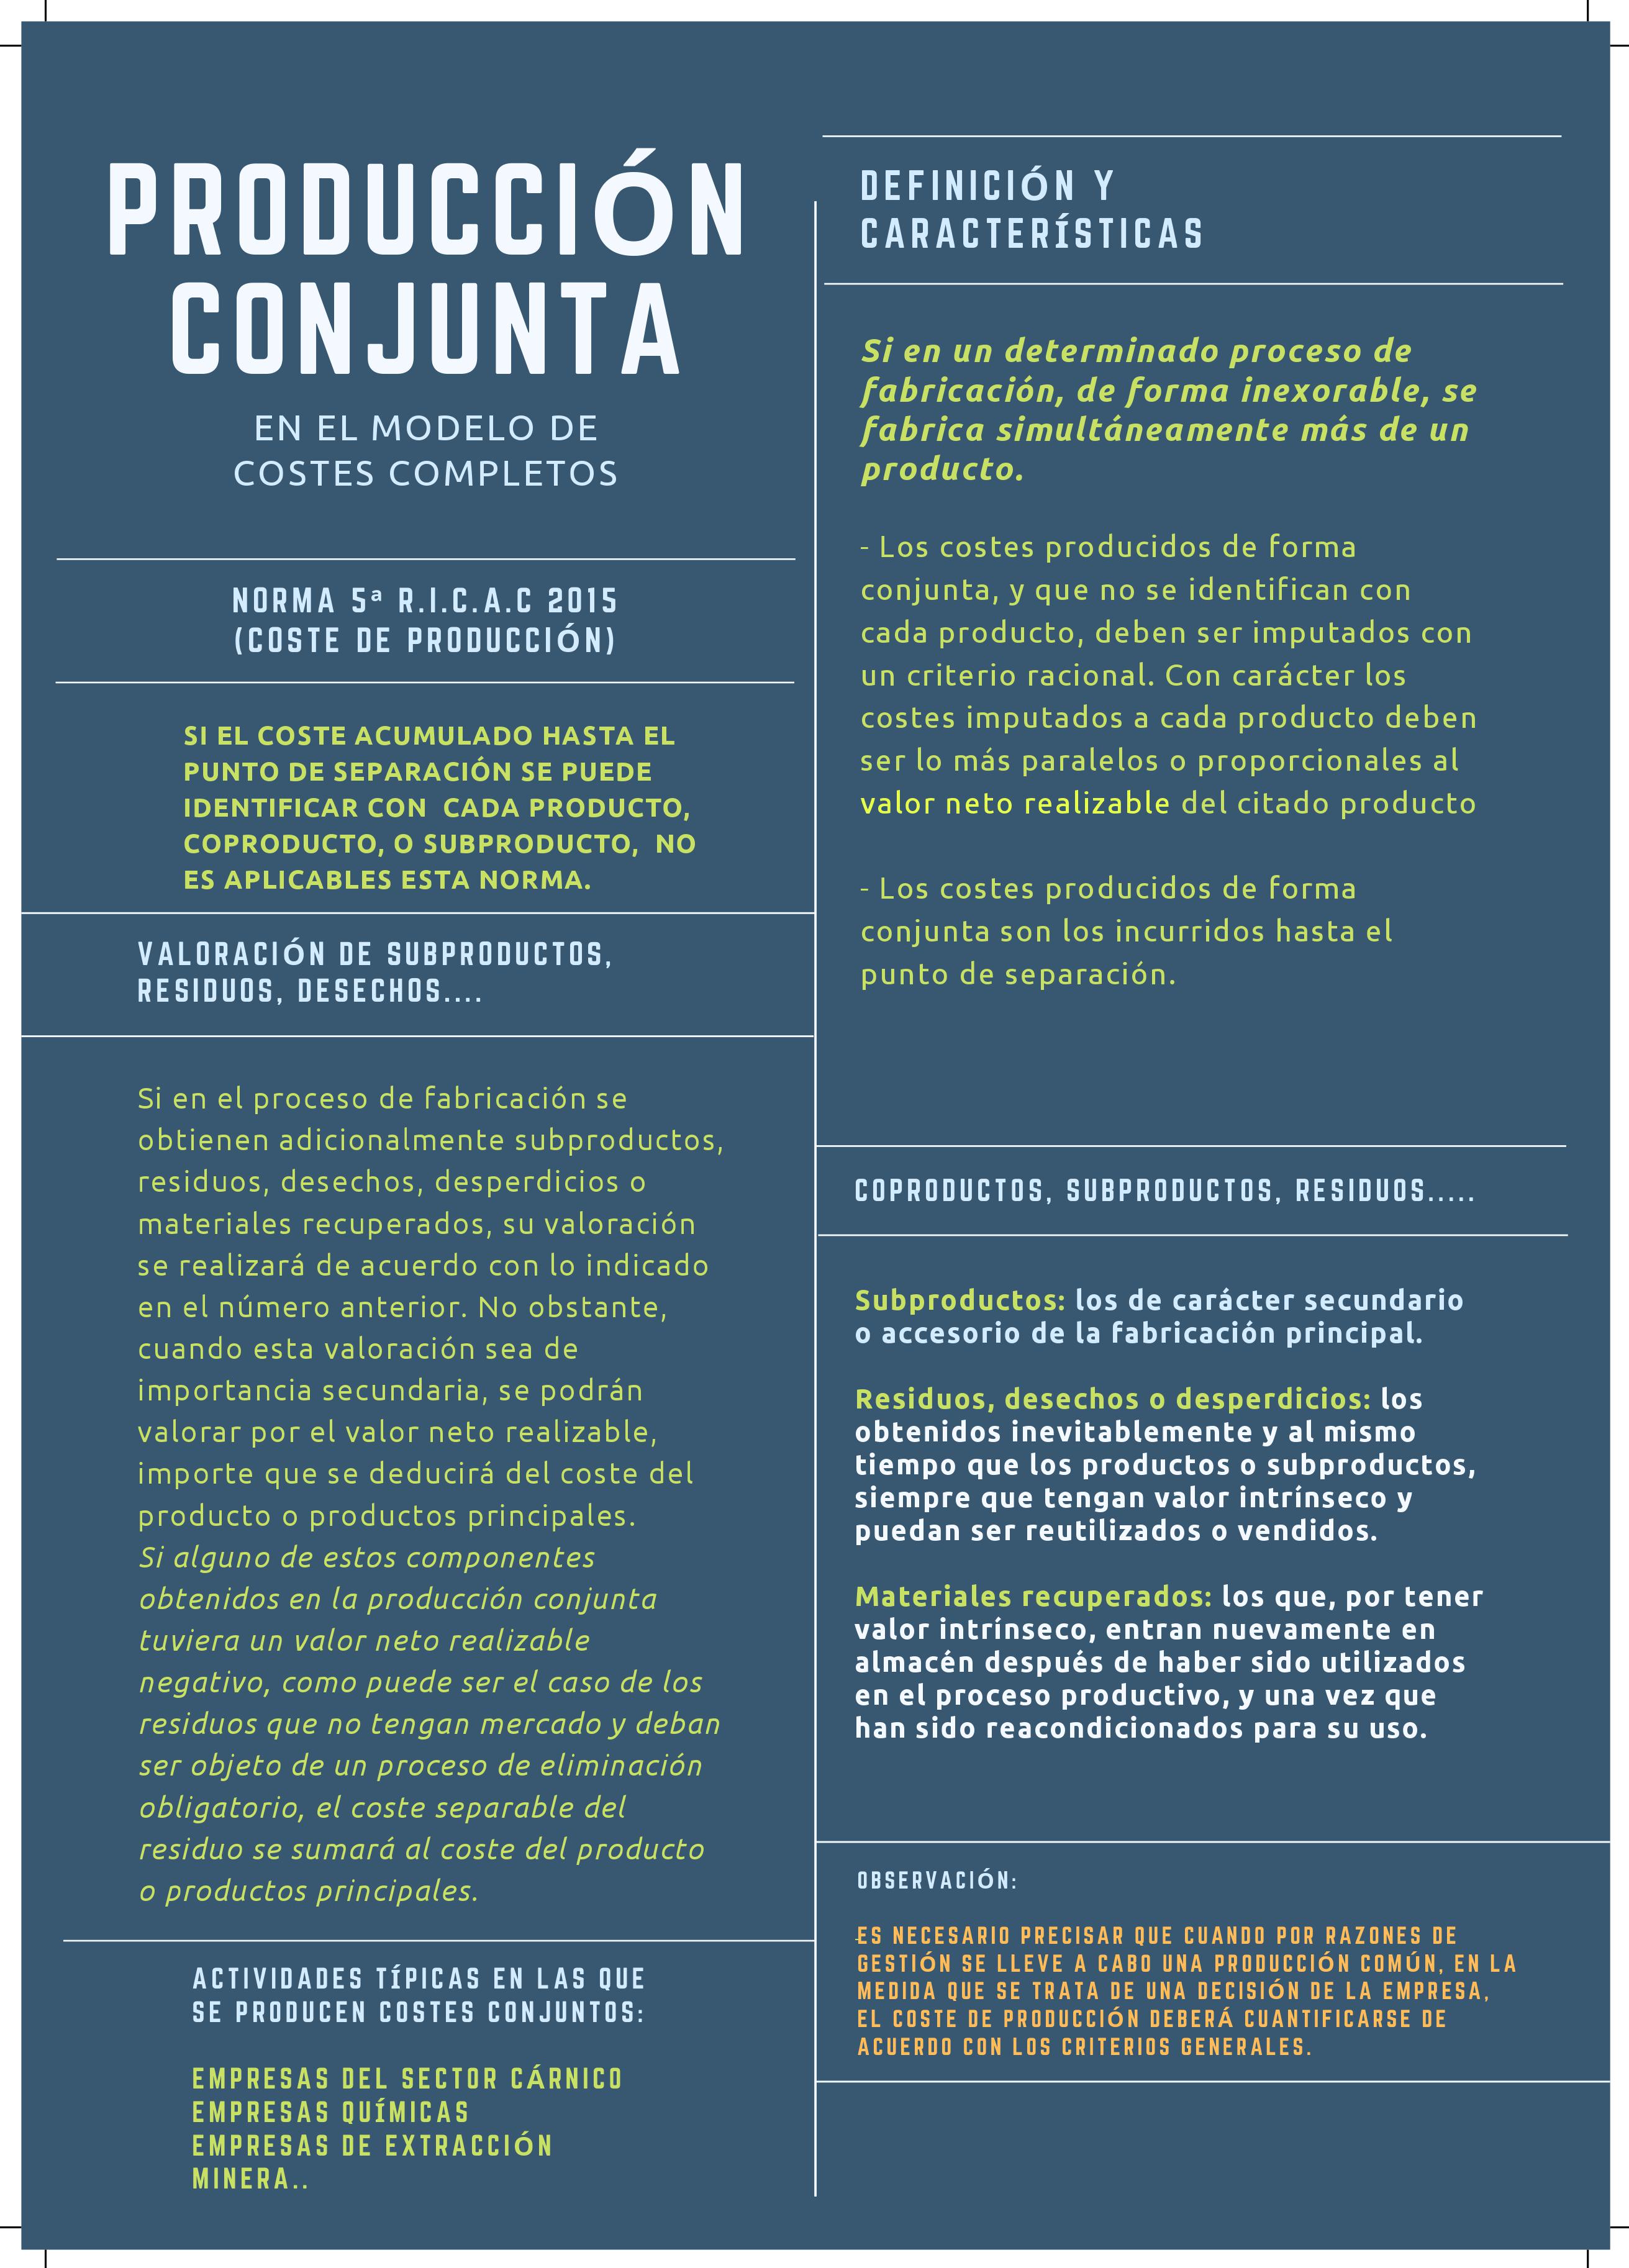 PRODUCCIÓN
CONJUNTA
EN EL MODELO DE
COSTES COMPLETOS
NORMA 5ª R.I.C.A.C 2015
(COSTE DE PRODUCCIÓN)
SI EL COSTE ACUMULADO HASTA EL
PUNTO DE SEPARACIÓN SE PUEDE
IDENTIFICAR CON CADA PRODUCTO,
COPRODUCTO, O SUBPRODUCTO, NO
ES APLICABLES ESTA NORMA.
VALORACIÓN DE SUBPRODUCTOS,
RESIDUOS, DESECHOS....
Si en el proceso de fabricación se
obtienen adicionalmente subproductos,
residuos, desechos, desperdicios o
materiales recuperados, su valoración
se realizará de acuerdo con lo indicado
en el número anterior. No obstante,
cuando esta valoración sea de
importancia secundaria, se podrán
valorar por el valor neto realizable,
importe que se deducirá del coste del
producto o productos principales.
Si alguno de estos componentes
obtenidos en la producción conjunta
tuviera un valor neto realizable
negativo, como puede ser el caso de los
residuos que no tengan mercado y deban
ser objeto de un proceso de eliminación
obligatorio, el coste separable del
residuo se sumará al coste del producto
o productos principales.
ACTIVIDADES TÍPICAS EN LAS QUE
SE PRODUCEN COSTES CONJUNTOS:
EMPRESAS DEL SECTOR CÁRNICO
EMPRESAS QUÍMICAS
EMPRESAS DE EXTRACCIÓN
MINERA..
DEFINICIÓN Y
CARACTERÍSTICAS
Si en un determinado proceso de
fabricación, de forma inexorable, se
fabrica simultáneamente más de un
producto.
- Los costes producidos de forma
conjunta, y que no se identifican con
cada producto, deben ser imputados con
un criterio racional. Con carácter los
costes imputados a cada producto deben
ser lo más paralelos o proporcionales al
valor neto realizable del citado producto
- Los costes producidos de forma
conjunta son los incurridos hasta el
punto de separación.
COPRODUCTOS, SUBPRODUCTOS, RESIDUOS.....
Subproductos: los de carácter secundario
o accesorio de la fabricación principal.
Residuos, desechos o desperdicios: los
obtenidos inevitablemente y al mismo
tiempo que los productos o subproductos,
siempre que tengan valor intrínseco y
puedan ser reutilizados o vendidos.
Materiales recuperados: los que, por tener
valor intrínseco, entran nuevamente en
almacén después de haber sido utilizados
en el proceso productivo, y una vez que
han sido reacondicionados para su uso.
OBSERVACIÓN:
ES NECESARIO PRECISAR QUE CUANDO POR RAZONES DE
GESTIÓN SE LLEVE A CABO UNA PRODUCCIÓN COMÚN, EN LA
MEDIDA QUE SE TRATA DE UNA DECISIÓN DE LA EMPRESA,
EL COSTE DE PRODUCCIÓN DEBERÁ CUANTIFICARSE DE
ACUERDO CON LOS CRITERIOS GENERALES.